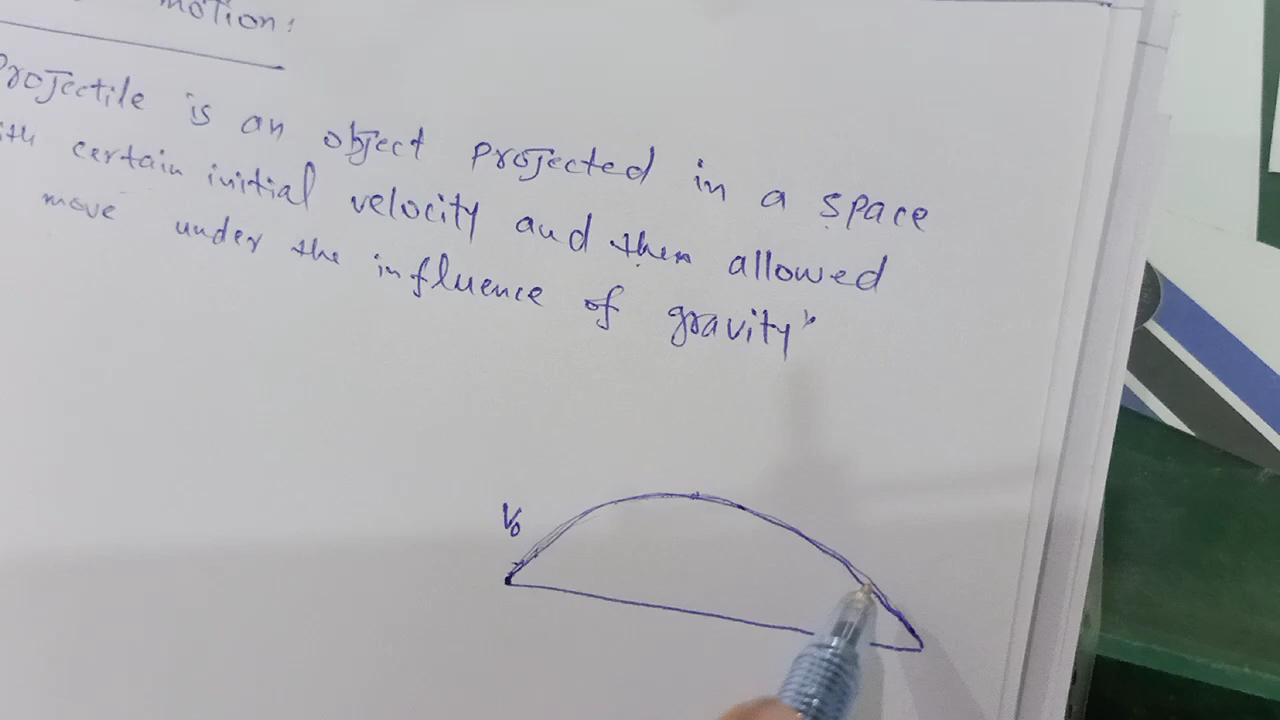 motion:
Projectile is an object projected in a space
certain initial velocity and then allowed
move under the influence of gravity"
V₀